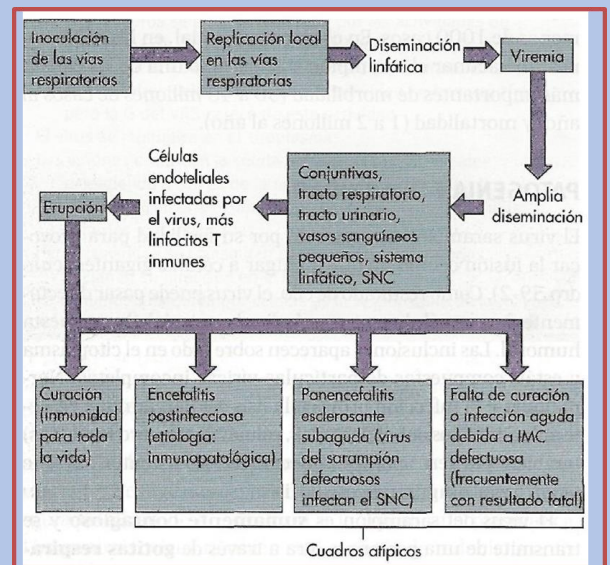 Inoculación
de las vías
respiratorias
Replicación local
en las vías
respiratorias
Diseminación
linfática
Viremia
Amplia
diseminación
Conjuntivas,
tracto respiratorio,
tracto urinario,
vasos sanguíneos
pequeños, sistema
linfático, SNC
Células
endoteliales
infectadas por
el virus, más
linfocitos T
inmunes
Erupción
Curación
(inmunidad
para toda
la vida)
Encefalitis
postinfecciosa
(etiología:
inmunopatológica)
Panencefalitis
esclerosante
subaguda (virus
del sarampión
defectuosos
infectan el SNC)
Falta de curación
o infección aguda
debida a IMC
defectuosa
(frecuentemente
con resultado fatal)
Cuadros atípicos